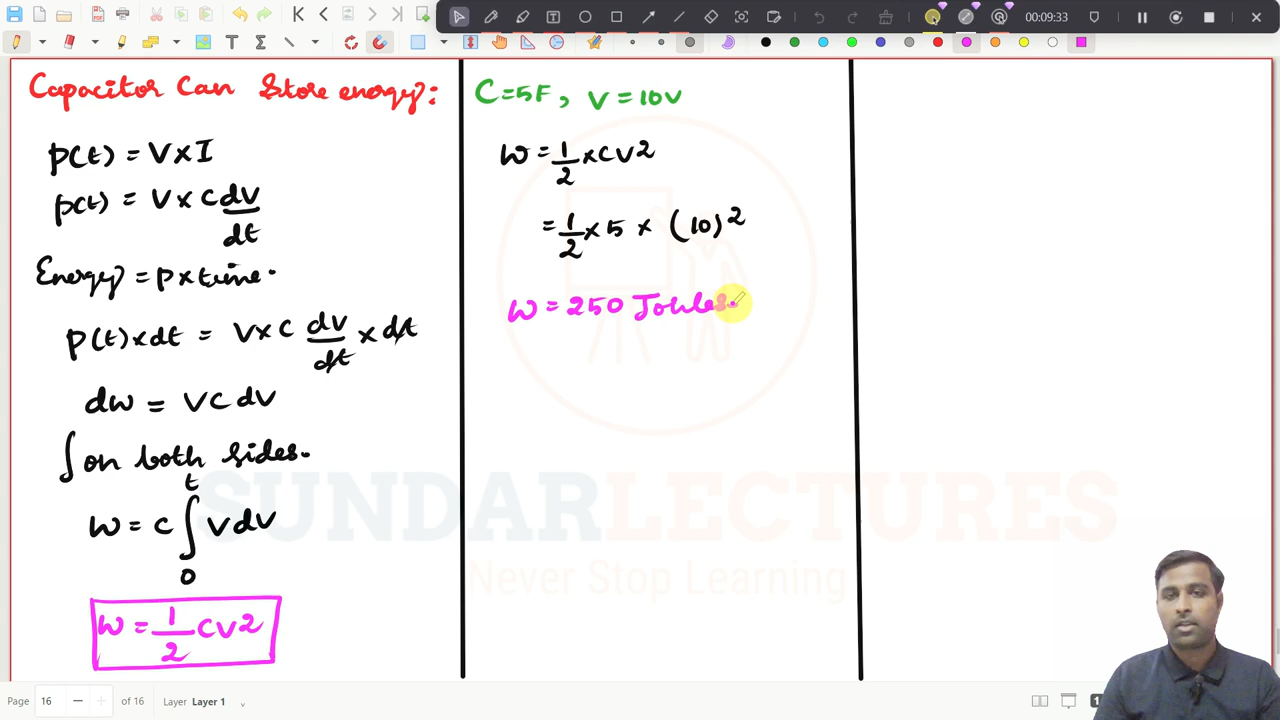 00:09:33
Capacitor Can Store energy:
P(t) = V×I
p(t) = V × C dV/dt
Energy = P×time.
P(t)×dt = V×C dV/dt × dt
dw = VC dV
∫ on both sides.
w = C ∫₀ᵗ V dV
W = 1/2 CV²
C=5F, V=10V
W = 1/2 × CV²
= 1/2 × 5 × (10)²
W = 250 Joules.
SUNDARLECTURES
Never Stop Learning
Page 16 of 16 Layer Layer 1